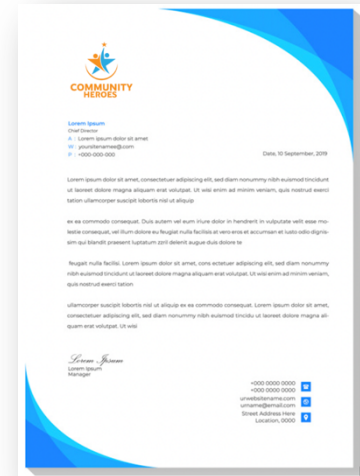 COMMUNITY
HEROES
Lorem Ipsum
Chief Director
A : Lorem ipsum dolor sit amet
W : yoursitenamee@com
P : +000-000-000
Date, 10 September, 2019
Lorem ipsum dolor sit amet, consectetuer adipiscing elit, sed diam nonummy nibh euismod tincidunt
ut laoreet dolore magna aliquam erat volutpat. Ut wisi enim ad minim veniam, quis nostrud exerci
tation ullamcorper suscipit lobortis nisl ut aliquip
ex ea commodo consequat. Duis autem vel eum iriure dolor in hendrerit in vulputate velit esse mo-
lestie consequat, vel illum dolore eu feugiat nulla facilisis at vero eros et accumsan et iusto odio dignis-
sim qui blandit praesent luptatum zzril delenit augue duis dolore te
feugait nulla facilisi. Lorem ipsum dolor sit amet, cons ectetuer adipiscing elit, sed diam nonummy
nibh euismod tincidunt ut laoreet dolore magna aliquam erat volutpat. Ut wisi enim ad minim veniam,
quis nostrud exerci tation
ullamcorper suscipit lobortis nisl ut aliquip ex ea commodo consequat. Lorem ipsum dolor sit amet,
consectetuer adipiscing elit, sed diam nonummy nibh euismod tincidunt ut laoreet dolore magna ali-
quam erat volutpat. Ut wisi
Lorem Ipsum
Lorem Ipsum
Manager
+000 0000 0000
+000 0000 0000
urwebsitename.com
urname@email.com
Street Address Here
Location, 0000